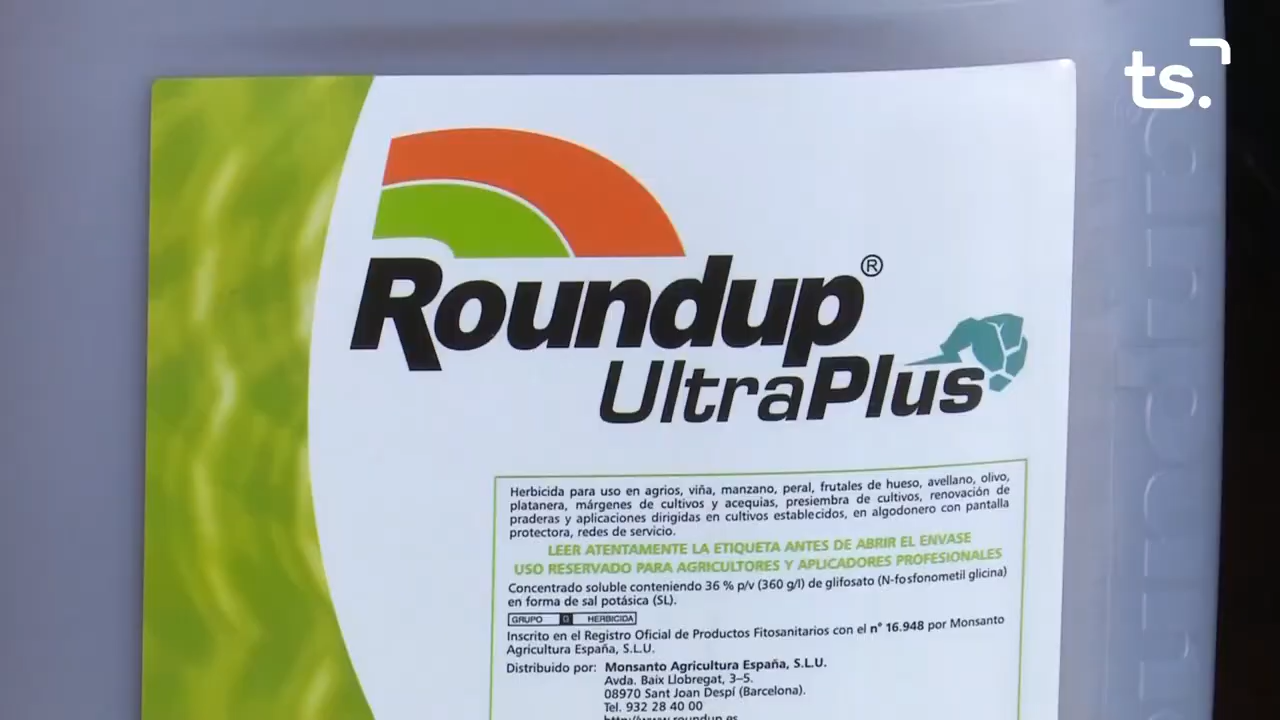 ts.
Roundup®
UltraPlus
Herbicida para uso en agrios, viña, manzano, peral, frutales de hueso, avellano, olivo,
platanera, márgenes de cultivos y acequias, presiembra de cultivos, renovación de
praderas y aplicaciones dirigidas en cultivos establecidos, en algodonero con pantalla
protectora, redes de servicio.
LEER ATENTAMENTE LA ETIQUETA ANTES DE ABRIR EL ENVASE
USO RESERVADO PARA AGRICULTORES Y APLICADORES PROFESIONALES
Concentrado soluble conteniendo 36 % p/v (360 g/l) de glifosato (N-fosfonometil glicina)
en forma de sal potásica (SL).
GRUPO G HERBICIDA
Inscrito en el Registro Oficial de Productos Fitosanitarios con el n° 16.948 por Monsanto
Agricultura España, S.L.U.
Distribuido por: Monsanto Agricultura España, S.L.U.
Avda. Baix Llobregat, 3–5.
08970 Sant Joan Despí (Barcelona).
Tel. 932 28 40 00
http://www.roundup.es